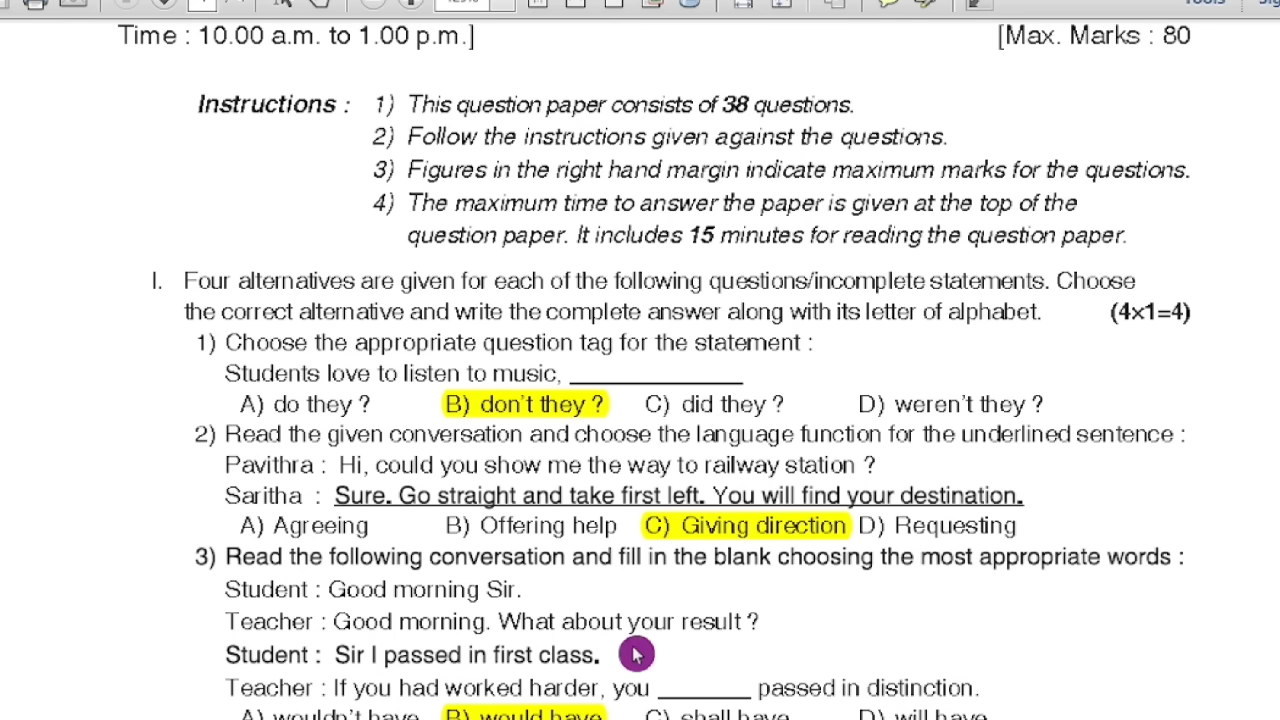 Time : 10.00 a.m. to 1.00 p.m.] [Max. Marks : 80
Instructions : 1) This question paper consists of 38 questions.
2) Follow the instructions given against the questions.
3) Figures in the right hand margin indicate maximum marks for the questions.
4) The maximum time to answer the paper is given at the top of the
question paper. It includes 15 minutes for reading the question paper.
I. Four alternatives are given for each of the following questions/incomplete statements. Choose
the correct alternative and write the complete answer along with its letter of alphabet. (4×1=4)
1) Choose the appropriate question tag for the statement :
Students love to listen to music, ______________
A) do they ? B) don't they ? C) did they ? D) weren't they ?
2) Read the given conversation and choose the language function for the underlined sentence :
Pavithra : Hi, could you show me the way to railway station ?
Saritha : Sure. Go straight and take first left. You will find your destination.
A) Agreeing B) Offering help C) Giving direction D) Requesting
3) Read the following conversation and fill in the blank choosing the most appropriate words :
Student : Good morning Sir.
Teacher : Good morning. What about your result ?
Student : Sir I passed in first class.
Teacher : If you had worked harder, you ________ passed in distinction.
A) wouldn't have B) would have C) shall have D) will have